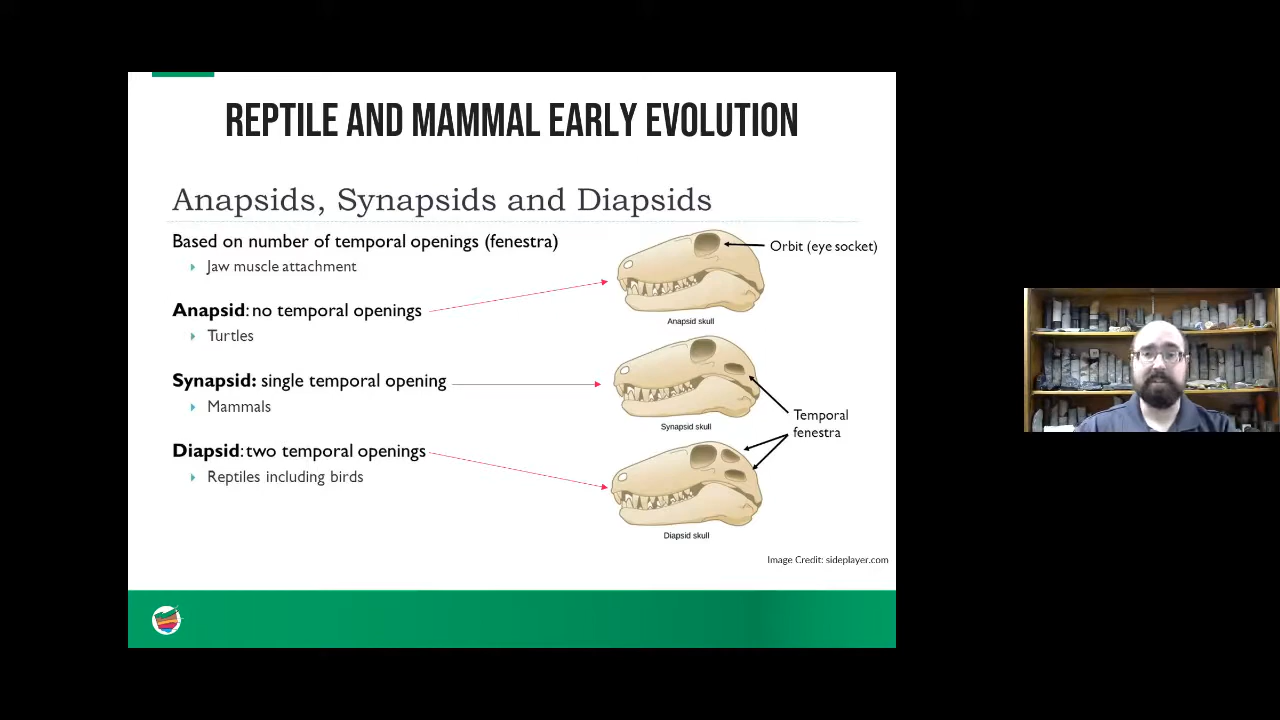 REPTILE AND MAMMAL EARLY EVOLUTION
Anapsids, Synapsids and Diapsids
Based on number of temporal openings (fenestra)
Jaw muscle attachment
Anapsid: no temporal openings
Turtles
Synapsid: single temporal opening
Mammals
Diapsid: two temporal openings
Reptiles including birds
Orbit (eye socket)
Anapsid skull
Synapsid skull
Temporal
fenestra
Diapsid skull
Image Credit: sideplayer.com